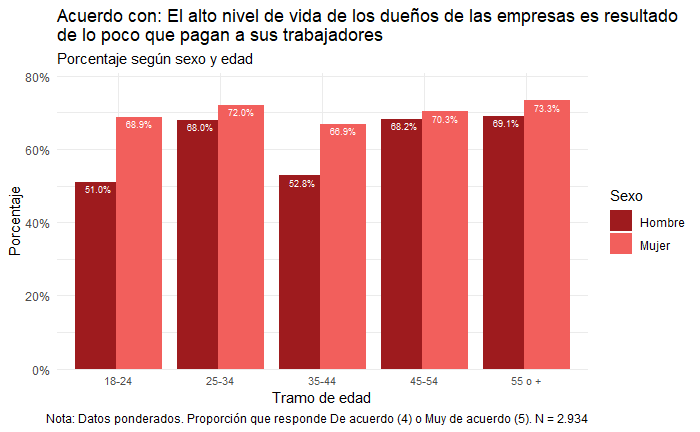 Acuerdo con: El alto nivel de vida de los dueños de las empresas es resultado
de lo poco que pagan a sus trabajadores
Porcentaje según sexo y edad
80%
60%
40%
20%
0%
Porcentaje
51.0%
68.9%
68.0%
72.0%
52.8%
66.9%
68.2%
70.3%
69.1%
73.3%
18-24
25-34
35-44
45-54
55 o +
Tramo de edad
Sexo
Hombre
Mujer
Nota: Datos ponderados. Proporción que responde De acuerdo (4) o Muy de acuerdo (5). N = 2.934